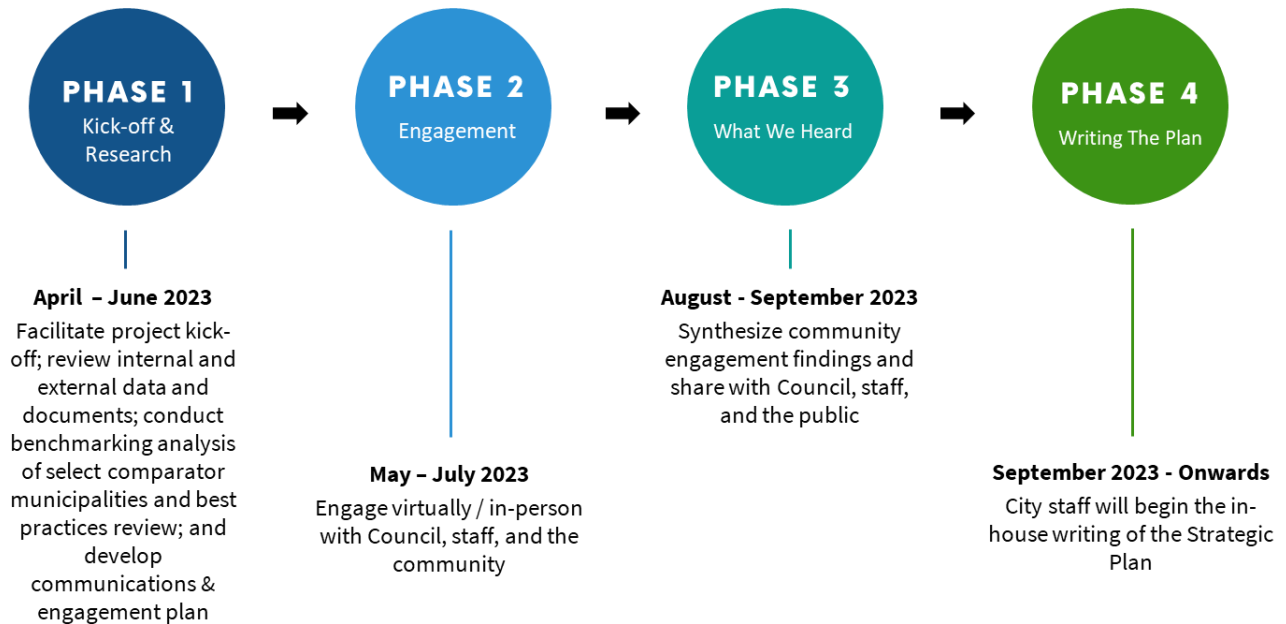 PHASE 1
Kick-off &
Research
PHASE 2
Engagement
PHASE 3
What We Heard
PHASE 4
Writing The Plan
April – June 2023
Facilitate project kick-
off; review internal and
external data and
documents; conduct
benchmarking analysis
of select comparator
municipalities and best
practices review; and
develop
communications &
engagement plan
May – July 2023
Engage virtually / in-person
with Council, staff, and the
community
August - September 2023
Synthesize community
engagement findings and
share with Council, staff,
and the public
September 2023 - Onwards
City staff will begin the in-
house writing of the Strategic
Plan